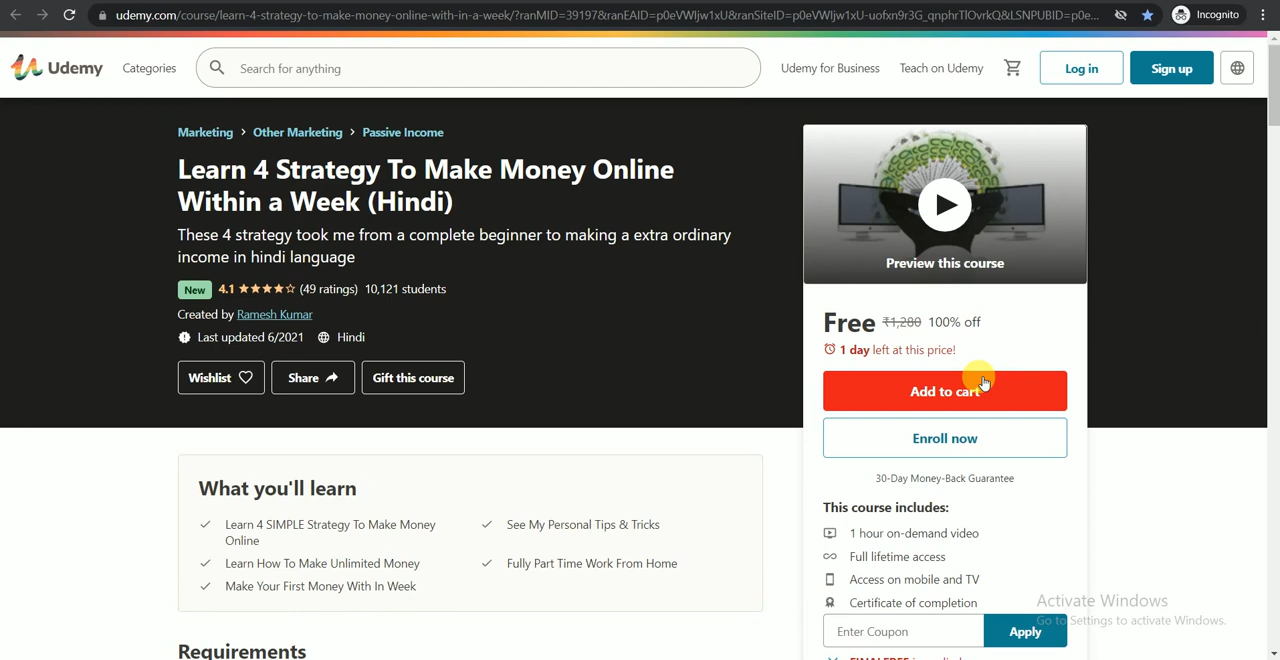 udemy.com/course/learn-4-strategy-to-make-money-online-with-in-a-week/?ranMID=39197&ranEAID=p0eVWIjw1xU&ranSiteID=p0eVWIjw1xU-uofxn9r3G_qnphrTlOvrkQ&LSNPUBID=p0e...
Incognito
Udemy
Categories
Search for anything
Udemy for Business
Teach on Udemy
Log in
Sign up
Marketing > Other Marketing > Passive Income
Learn 4 Strategy To Make Money Online
Within a Week (Hindi)
These 4 strategy took me from a complete beginner to making a extra ordinary
income in hindi language
New 4.1 (49 ratings) 10,121 students
Created by Ramesh Kumar
Last updated 6/2021 Hindi
Wishlist
Share
Gift this course
Preview this course
Free ₹1,280 100% off
1 day left at this price!
Add to cart
Enroll now
30-Day Money-Back Guarantee
This course includes:
1 hour on-demand video
Full lifetime access
Access on mobile and TV
Certificate of completion
Enter Coupon
Apply
What you'll learn
Learn 4 SIMPLE Strategy To Make Money
Online
Learn How To Make Unlimited Money
Make Your First Money With In Week
See My Personal Tips & Tricks
Fully Part Time Work From Home
Requirements
Activate Windows
Go to Settings to activate Windows.